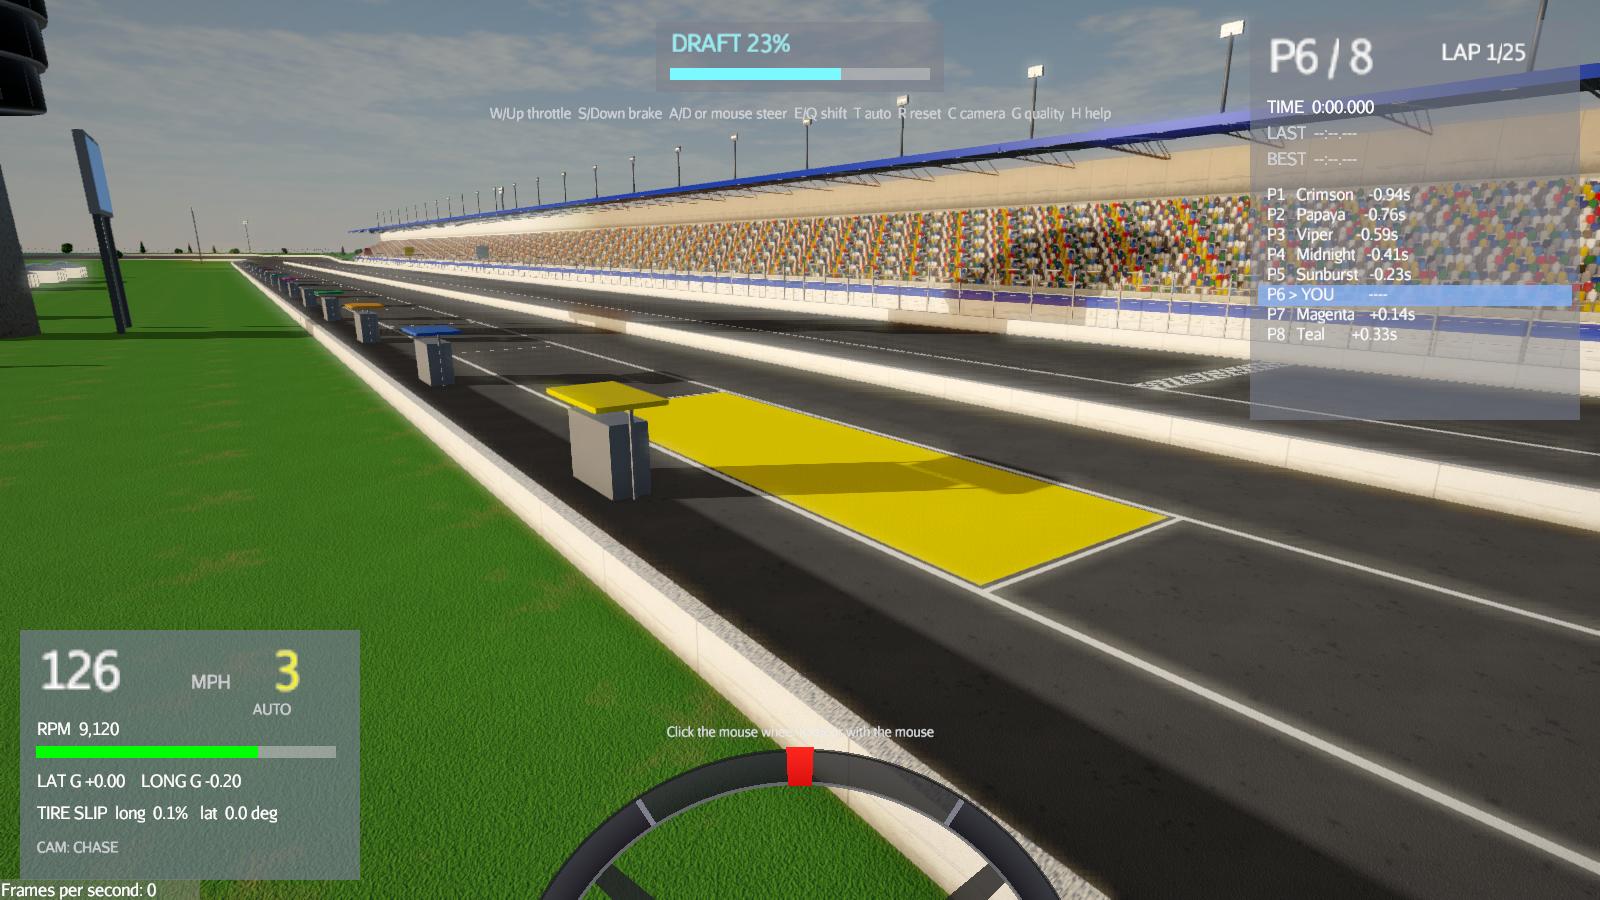 DRAFT 23%
W/Up throttle S/Down brake A/D or mouse steer E/Q shift T auto R reset C camera G quality H help
P6 / 8 LAP 1/25
TIME 0:00.000
LAST --:--.---
BEST --:--.---
P1 Crimson -0.94s
P2 Papaya -0.76s
P3 Viper -0.59s
P4 Midnight -0.41s
P5 Sunburst -0.23s
P6 > YOU ----
P7 Magenta +0.14s
P8 Teal +0.33s
126 MPH 3
AUTO
RPM 9,120
LAT G +0.00 LONG G -0.20
TIRE SLIP long 0.1% lat 0.0 deg
CAM: CHASE
Click the mouse with the mouse
Frames per second: 0